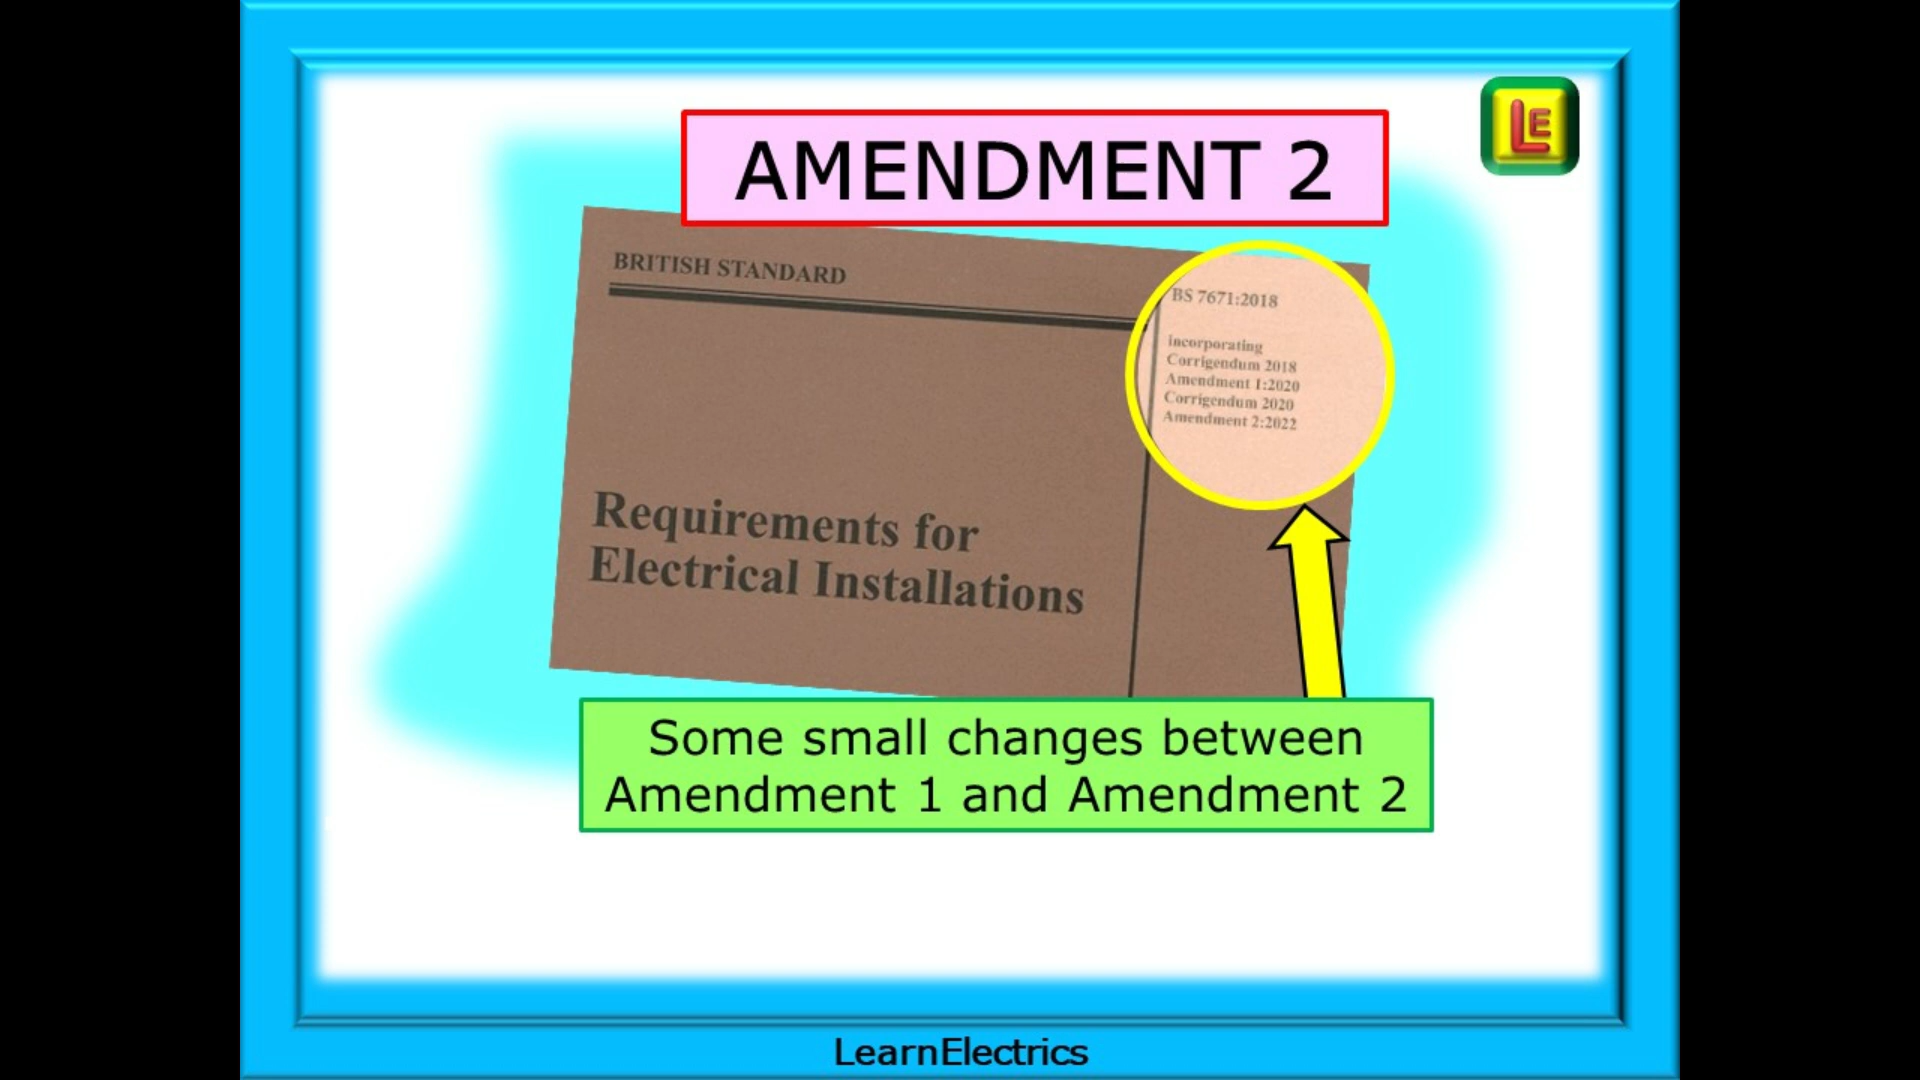 AMENDMENT 2
LE
BRITISH STANDARD
BS 7671:2018
incorporating
Corrigendum 2018
Amendment 1:2020
Corrigendum 2020
Amendment 2:2022
Requirements for
Electrical Installations
Some small changes between
Amendment 1 and Amendment 2
LearnElectrics